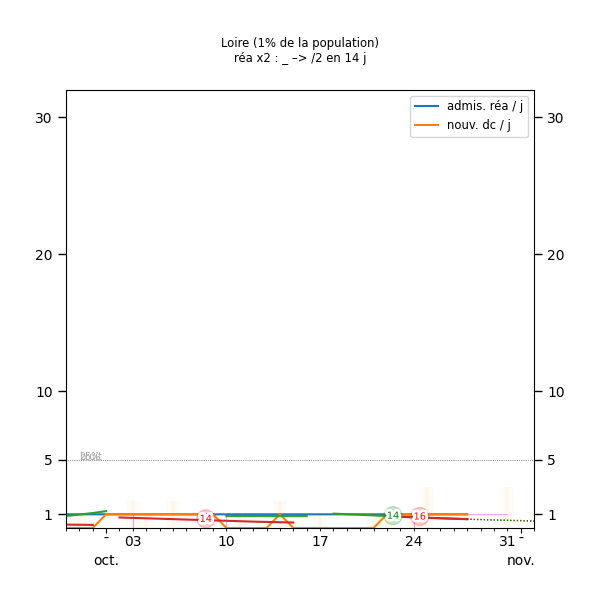 Loire (1% de la population)
réa x2 : _ –> /2 en 14 j
admis. réa / j
nouv. dc / j
30 30
20 20
10 10
5 5
1 1
14 14 16
03 10 17 24 31
oct. nov.